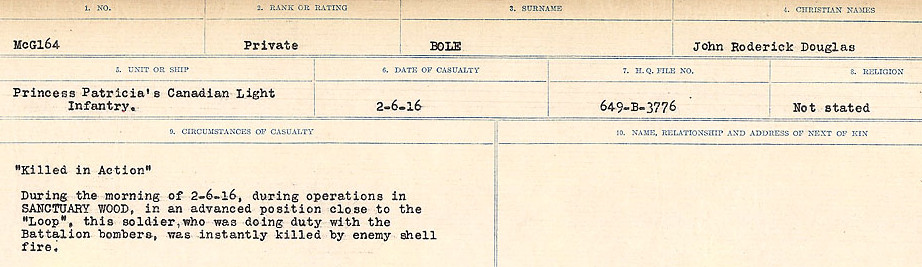 1. NO. 2. RANK OR RATING 3. SURNAME 4. CHRISTIAN NAMES
McG164 Private BOLE John Roderick Douglas
5. UNIT OR SHIP 6. DATE OF CASUALTY 7. H.Q. FILE NO. 8. RELIGION
Princess Patricia's Canadian Light
Infantry. 2-6-16 649-B-3776 Not stated
9. CIRCUMSTANCES OF CASUALTY 10. NAME, RELATIONSHIP AND ADDRESS OF NEXT OF KIN
"Killed in Action"
During the morning of 2-6-16, during operations in
SANCTUARY WOOD, in an advanced position close to the
"Loop", this soldier,who was doing duty with the
Battalion bombers, was instantly killed by enemy shell
fire.